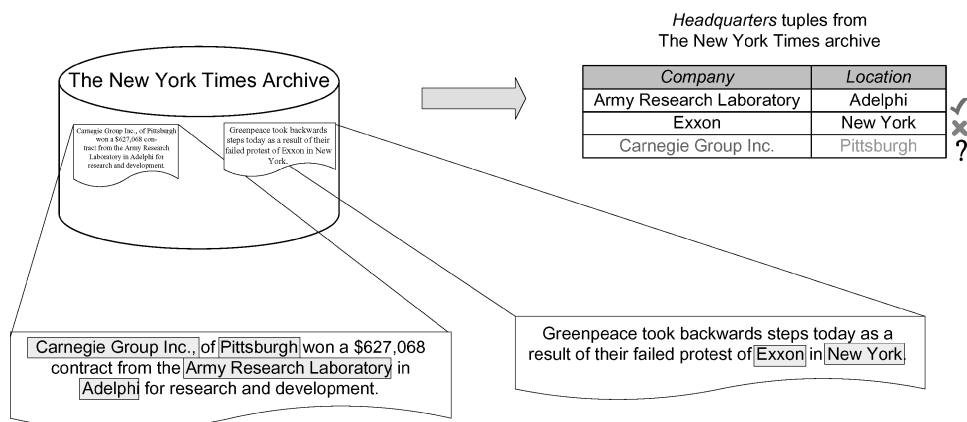 Headquarters tuples from
The New York Times archive
The New York Times Archive
Company Location
Army Research Laboratory Adelphi
Exxon New York
Carnegie Group Inc. Pittsburgh
?
Carnegie Group Inc., of Pittsburgh
won a $627,068 con-
tract from the Army Research
Laboratory in Adelphi for
research and development.
Greenpeace took backwards
steps today as a result of their
failed protest of Exxon in New
York.
Carnegie Group Inc., of Pittsburgh won a $627,068
contract from the Army Research Laboratory in
Adelphi for research and development.
Greenpeace took backwards steps today as a
result of their failed protest of Exxon in New York.